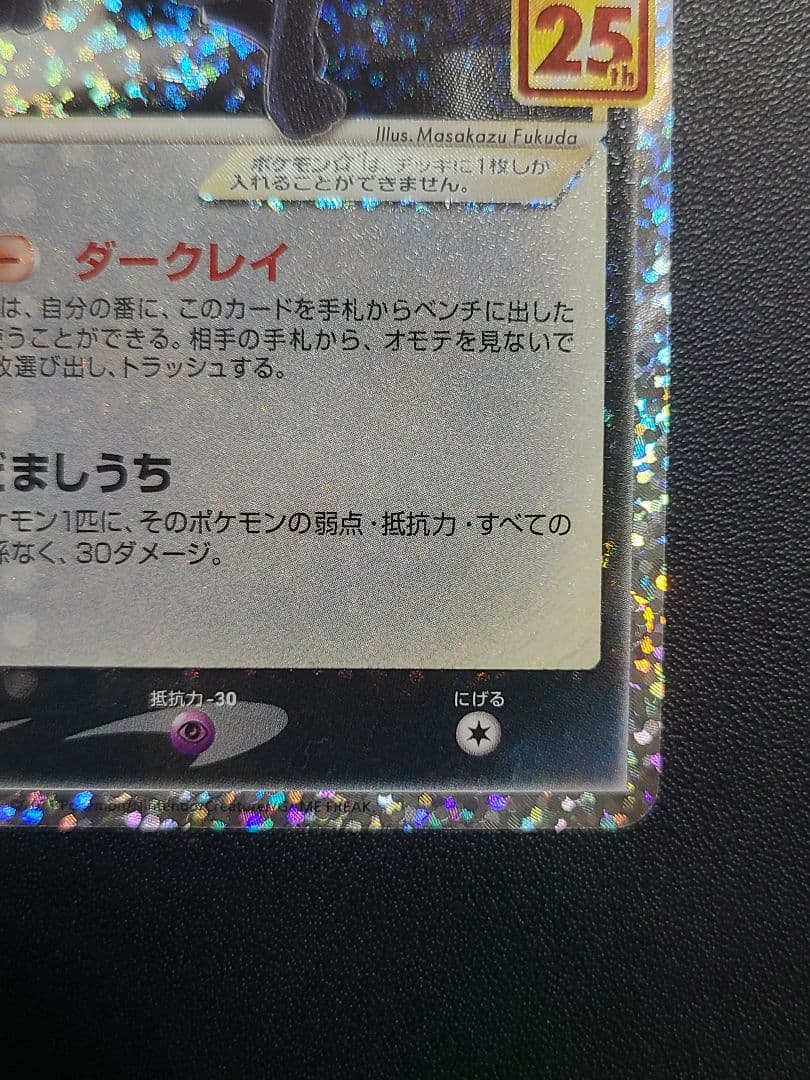 25th
Illus. Masakazu Fukuda
ポケモン☆は、デッキに1枚しか
入れることができません。
ダークレイ
は、自分の番に、このカードを手札からベンチに出した
うことができる。相手の手札から、オモテを見ないで
選び出し、トラッシュする。
ましうち
モン1匹に、そのポケモンの弱点・抵抗力・すべての
なく、30ダメージ。
抵抗力 -30
にげる
Pokémon/Nintendo/Creatures/GAME FREAK.